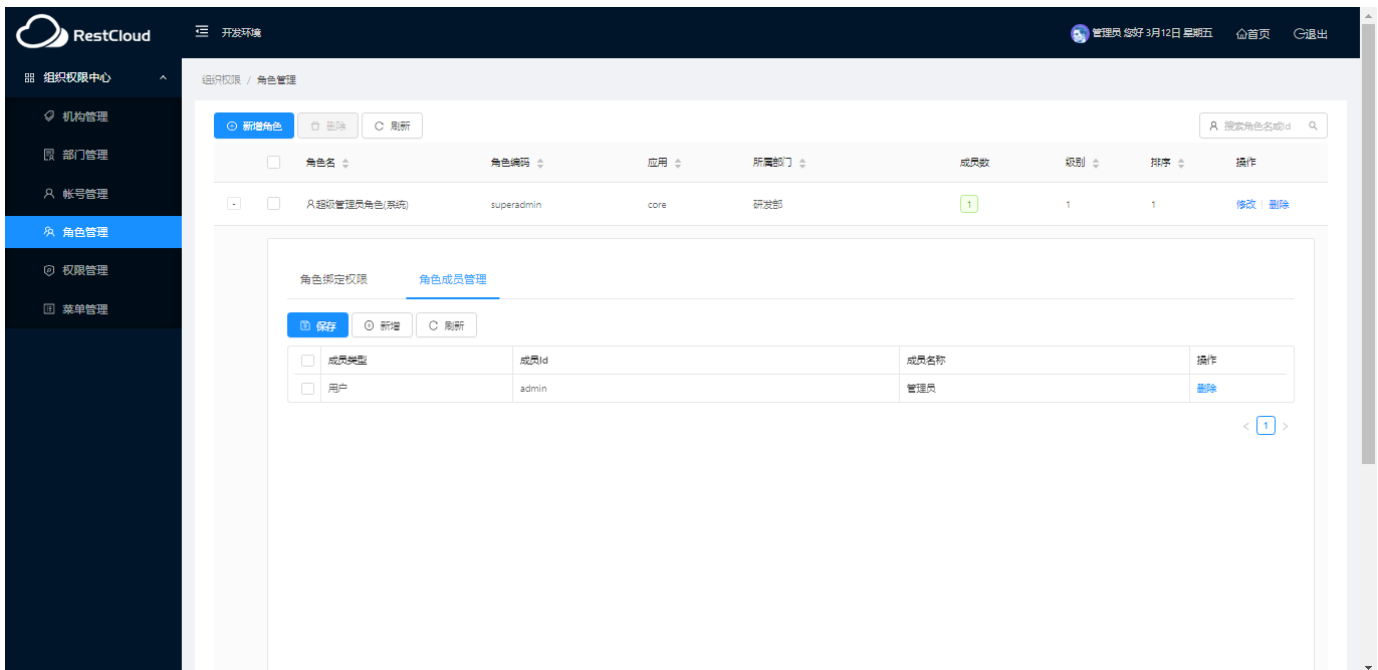 RestCloud 开发环境 管理员 您好 3月12日 星期五 首页 退出
组织权限中心 组织权限 / 角色管理
机构管理 新增角色 删除 刷新 搜索角色名或Id
部门管理 角色名 角色编码 应用 所属部门 成员数 级别 排序 操作
帐号管理 - 超级管理员角色(系统) superadmin core 研发部 1 1 1 修改 删除
角色管理
权限管理 角色绑定权限 角色成员管理
菜单管理
保存 新增 刷新
成员类型 成员Id 成员名称 操作
用户 admin 管理员 删除
< 1 >